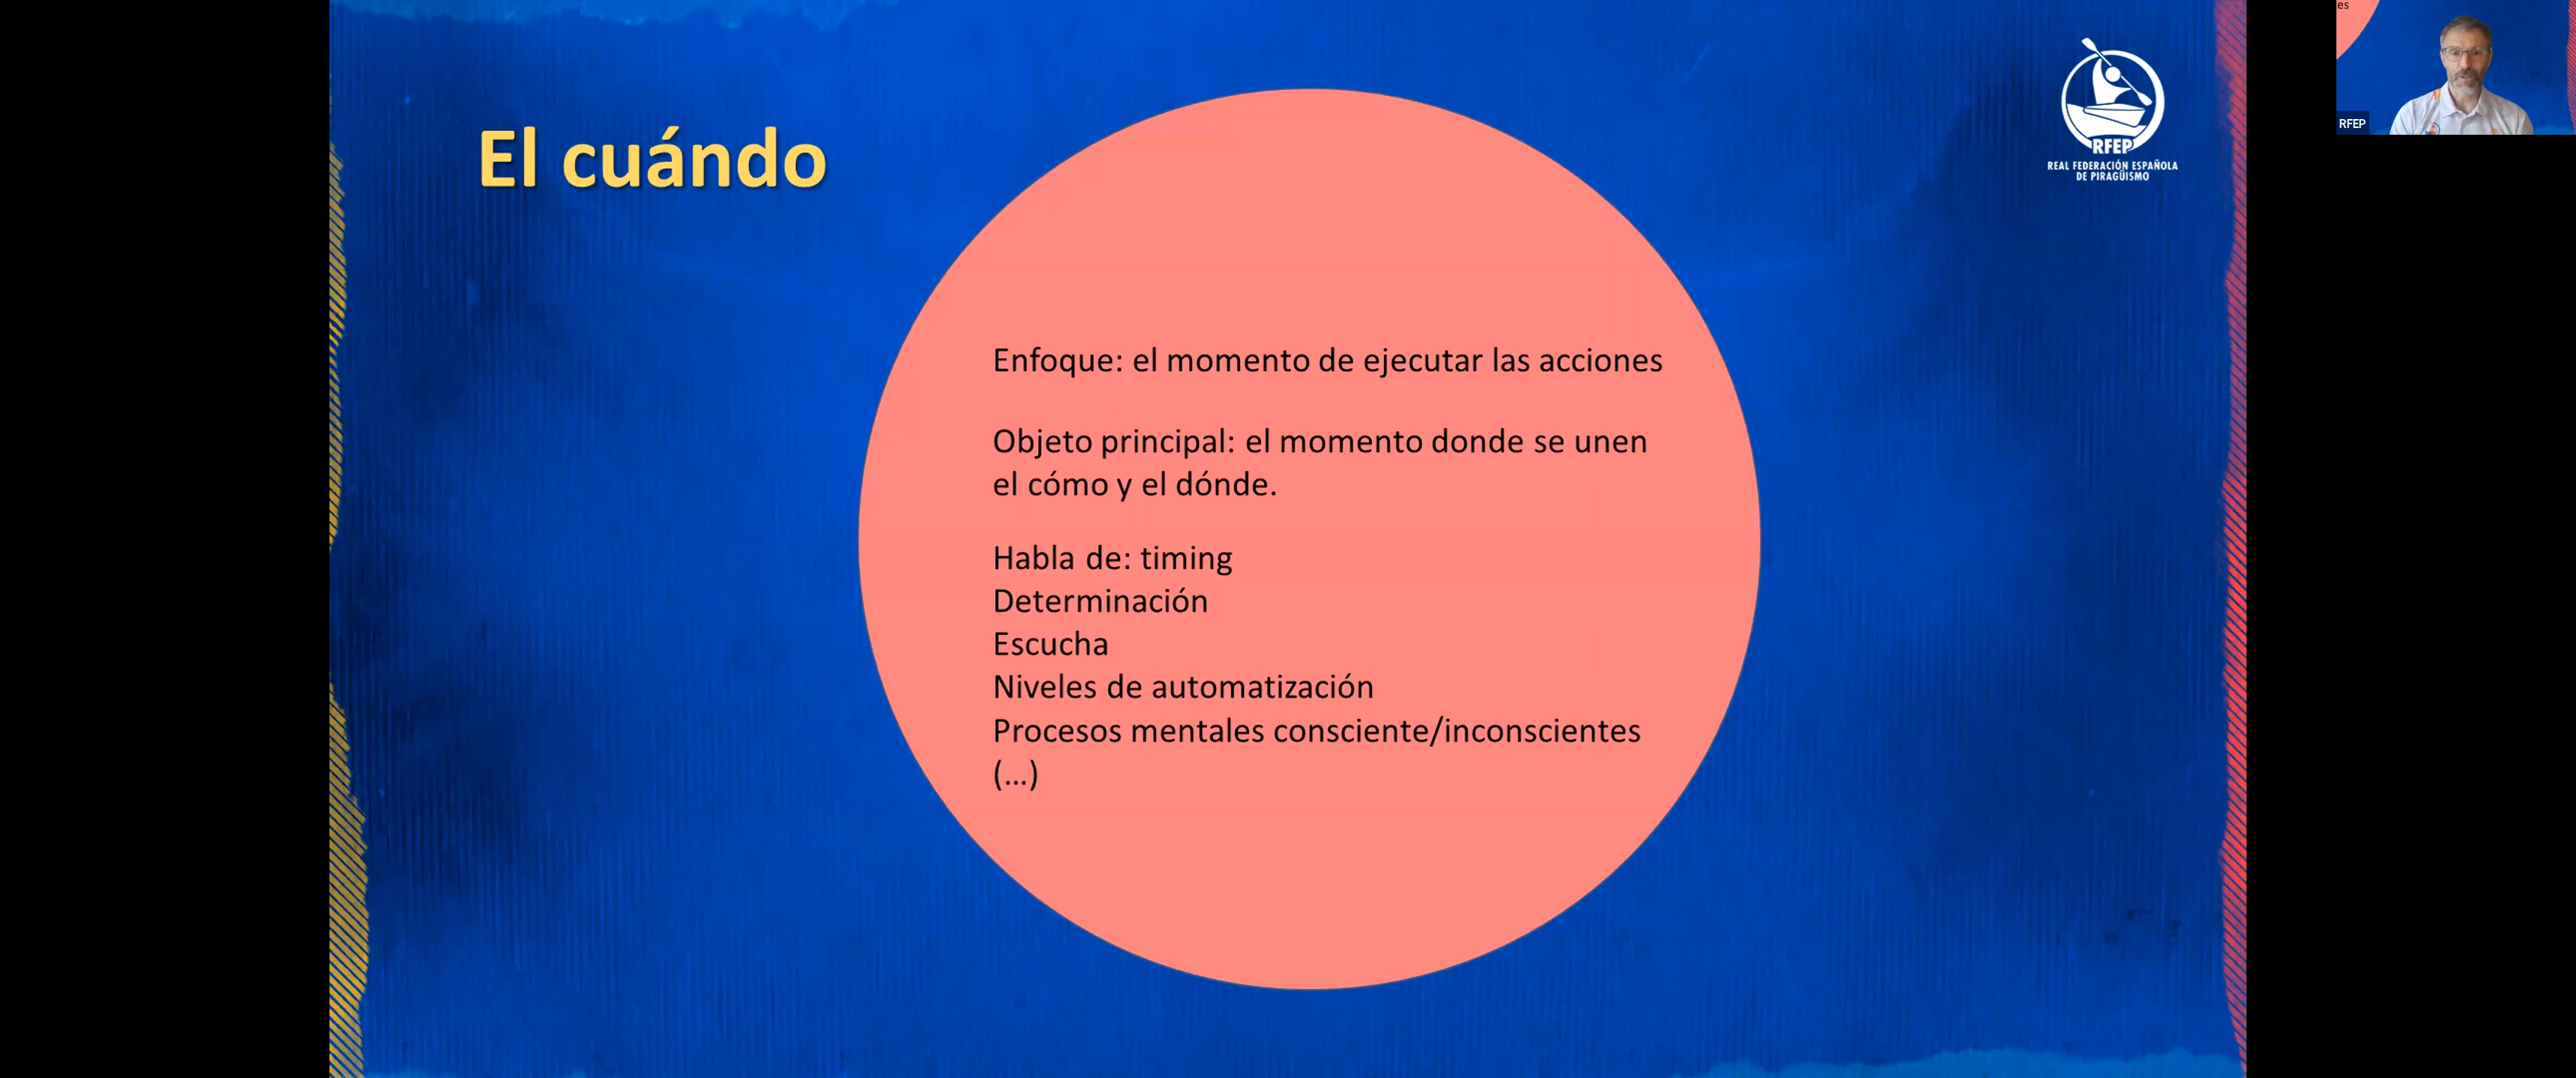 El cuándo
Enfoque: el momento de ejecutar las acciones
Objeto principal: el momento donde se unen
el cómo y el dónde.
Habla de: timing
Determinación
Escucha
Niveles de automatización
Procesos mentales consciente/inconscientes
(...)
RFEP
REAL FEDERACIÓN ESPAÑOLA
DE PIRAGÜISMO
es
RFEP